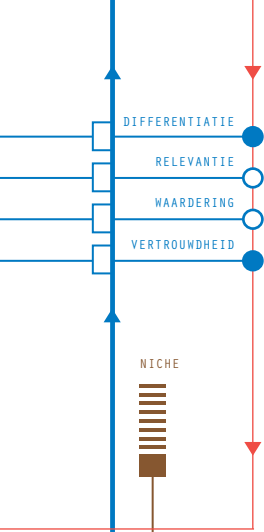 DIFFERENTIATIE
RELEVANTIE
WAARDERING
VERTROUWDHEID
NICHE